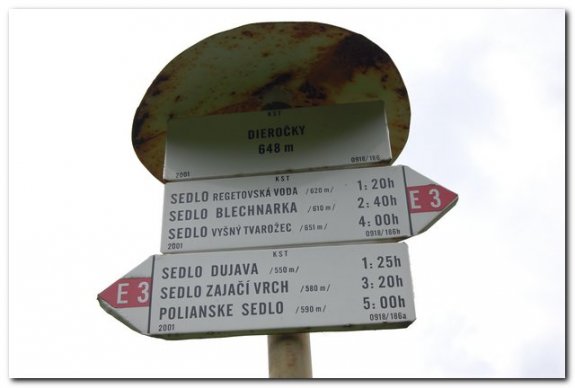 KST
DIEROČKY
648 m
2001 0918/186
KST
SEDLO REGETOVSKÁ VODA /620 m/ 1:20h
SEDLO BLECHNARKA /610 m/ 2:40h
SEDLO VYŠNÝ TVAROŽEC /651 m/ 4:00h
2001 0918/186b
E 3
KST
SEDLO DUJAVA /550 m/ 1:25h
SEDLO ZAJAČÍ VRCH /580 m/ 3:20h
POLIANSKE SEDLO /590 m/ 5:00h
2001 0918/186a
E 3